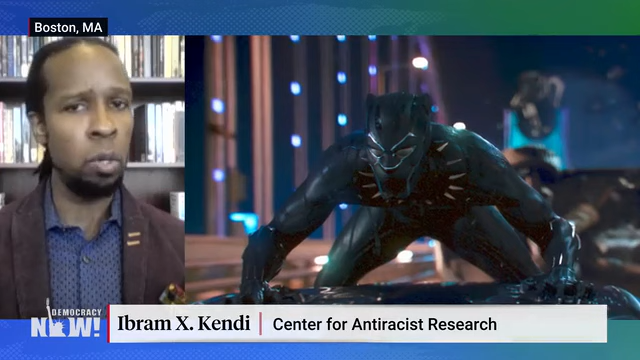 Boston, MA
DEMOCRACY
NOW!
Ibram X. Kendi
Center for Antiracist Research